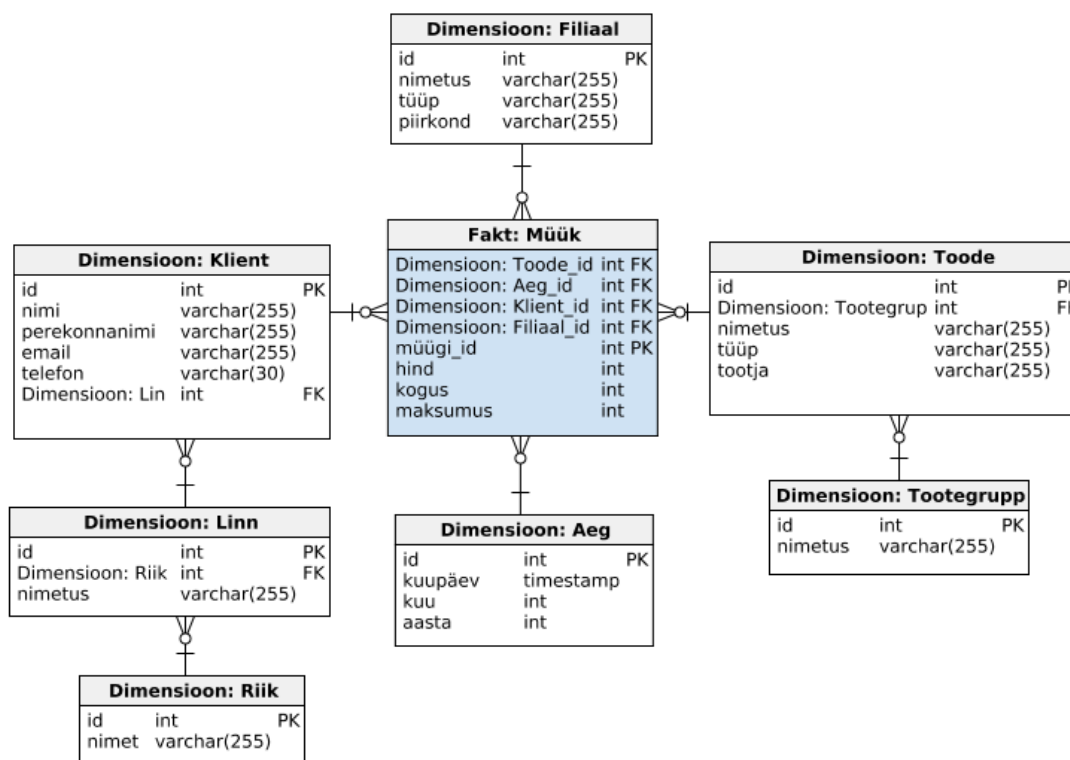 Dimensioon: Filiaal
id int PK
nimetus varchar(255)
tüüp varchar(255)
piirkond varchar(255)
Fakt: Müük
Dimensioon: Toode_id int FK
Dimensioon: Aeg_id int FK
Dimensioon: Klient_id int FK
Dimensioon: Filiaal_id int FK
müügi_id int PK
hind int
kogus int
maksumus int
Dimensioon: Klient
id int PK
nimi varchar(255)
perekonnanimi varchar(255)
email varchar(255)
telefon varchar(30)
Dimensioon: Lin int FK
Dimensioon: Toode
id int P
Dimensioon: Tootegrup int F
nimetus varchar(255)
tüüp varchar(255)
tootja varchar(255)
Dimensioon: Linn
id int PK
Dimensioon: Riik int FK
nimetus varchar(255)
Dimensioon: Aeg
id int PK
kuupäev timestamp
kuu int
aasta int
Dimensioon: Tootegrupp
id int PK
nimetus varchar(255)
Dimensioon: Riik
id int PK
nimet varchar(255)